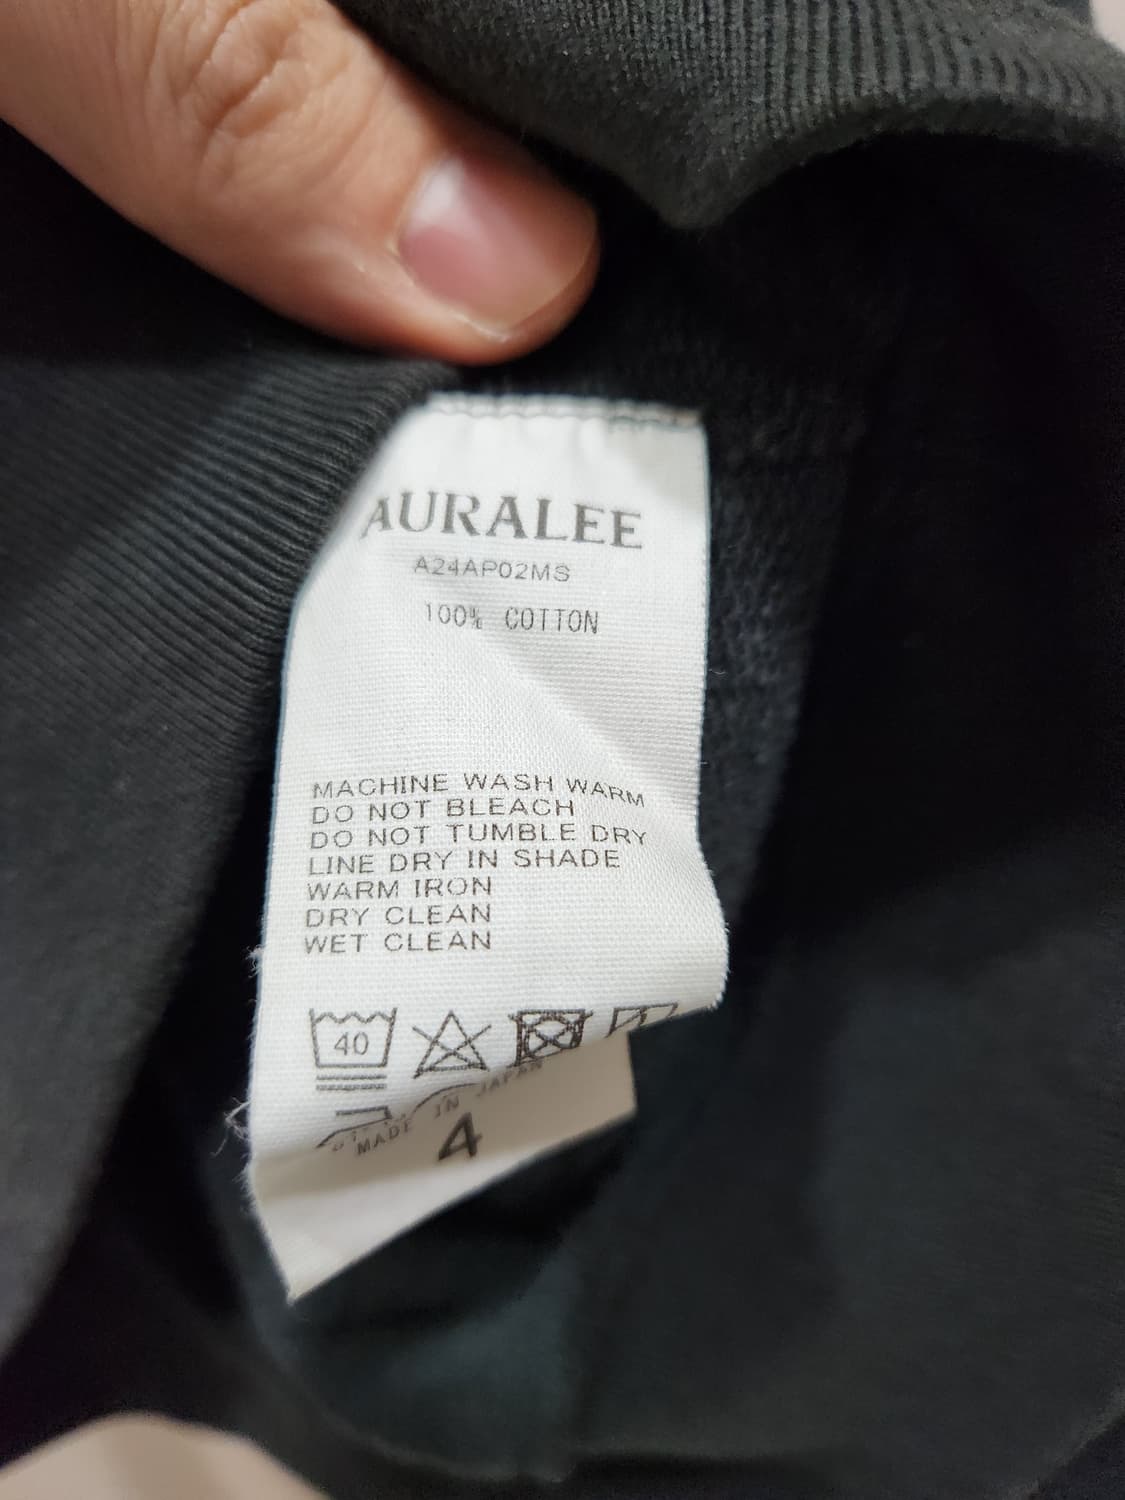 AURALEE
A24AP02MS
100% COTTON
MACHINE WASH WARM
DO NOT BLEACH
DO NOT TUMBLE DRY
LINE DRY IN SHADE
WARM IRON
DRY CLEAN
WET CLEAN
40
MADE IN JAPAN
4